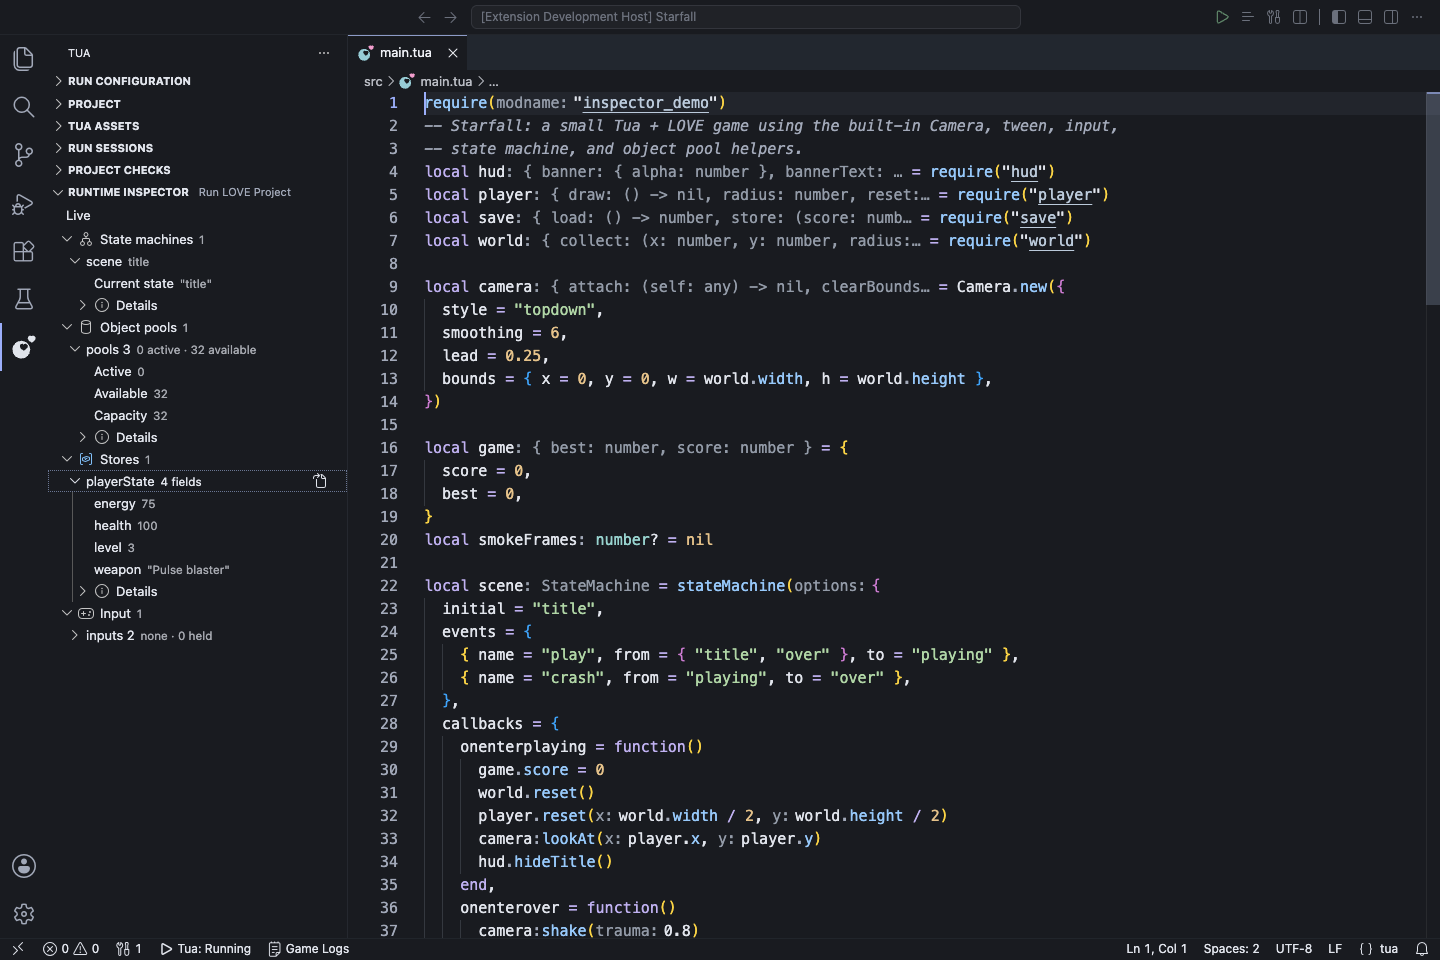 [Extension Development Host] Starfall
TUA
RUN CONFIGURATION
PROJECT
TUA ASSETS
RUN SESSIONS
PROJECT CHECKS
RUNTIME INSPECTOR Run LOVE Project
Live
State machines 1
scene title
Current state "title"
Details
Object pools 1
pools 3 0 active · 32 available
Active 0
Available 32
Capacity 32
Details
Stores 1
playerState 4 fields
energy 75
health 100
level 3
weapon "Pulse blaster"
Details
Input 1
inputs 2 none · 0 held
main.tua
src > main.tua > ...
1 require(modname: "inspector_demo")
2 -- Starfall: a small Tua + LOVE game using the built-in Camera, tween, input,
3 -- state machine, and object pool helpers.
4 local hud: { banner: { alpha: number }, bannerText: … = require("hud")
5 local player: { draw: () -> nil, radius: number, reset:… = require("player")
6 local save: { load: () -> number, store: (score: numb… = require("save")
7 local world: { collect: (x: number, y: number, radius:… = require("world")
8
9 local camera: { attach: (self: any) -> nil, clearBounds… = Camera.new({
10 style = "topdown",
11 smoothing = 6,
12 lead = 0.25,
13 bounds = { x = 0, y = 0, w = world.width, h = world.height },
14 })
15
16 local game: { best: number, score: number } = {
17 score = 0,
18 best = 0,
19 }
20 local smokeFrames: number? = nil
21
22 local scene: StateMachine = stateMachine(options: {
23 initial = "title",
24 events = {
25 { name = "play", from = { "title", "over" }, to = "playing" },
26 { name = "crash", from = "playing", to = "over" },
27 },
28 callbacks = {
29 onenterplaying = function()
30 game.score = 0
31 world.reset()
32 player.reset(x: world.width / 2, y: world.height / 2)
33 camera:lookAt(x: player.x, y: player.y)
34 hud.hideTitle()
35 end,
36 onenterover = function()
37 camera:shake(trauma: 0.8)
0 0 1 Tua: Running Game Logs Ln 1, Col 1 Spaces: 2 UTF-8 LF { } tua